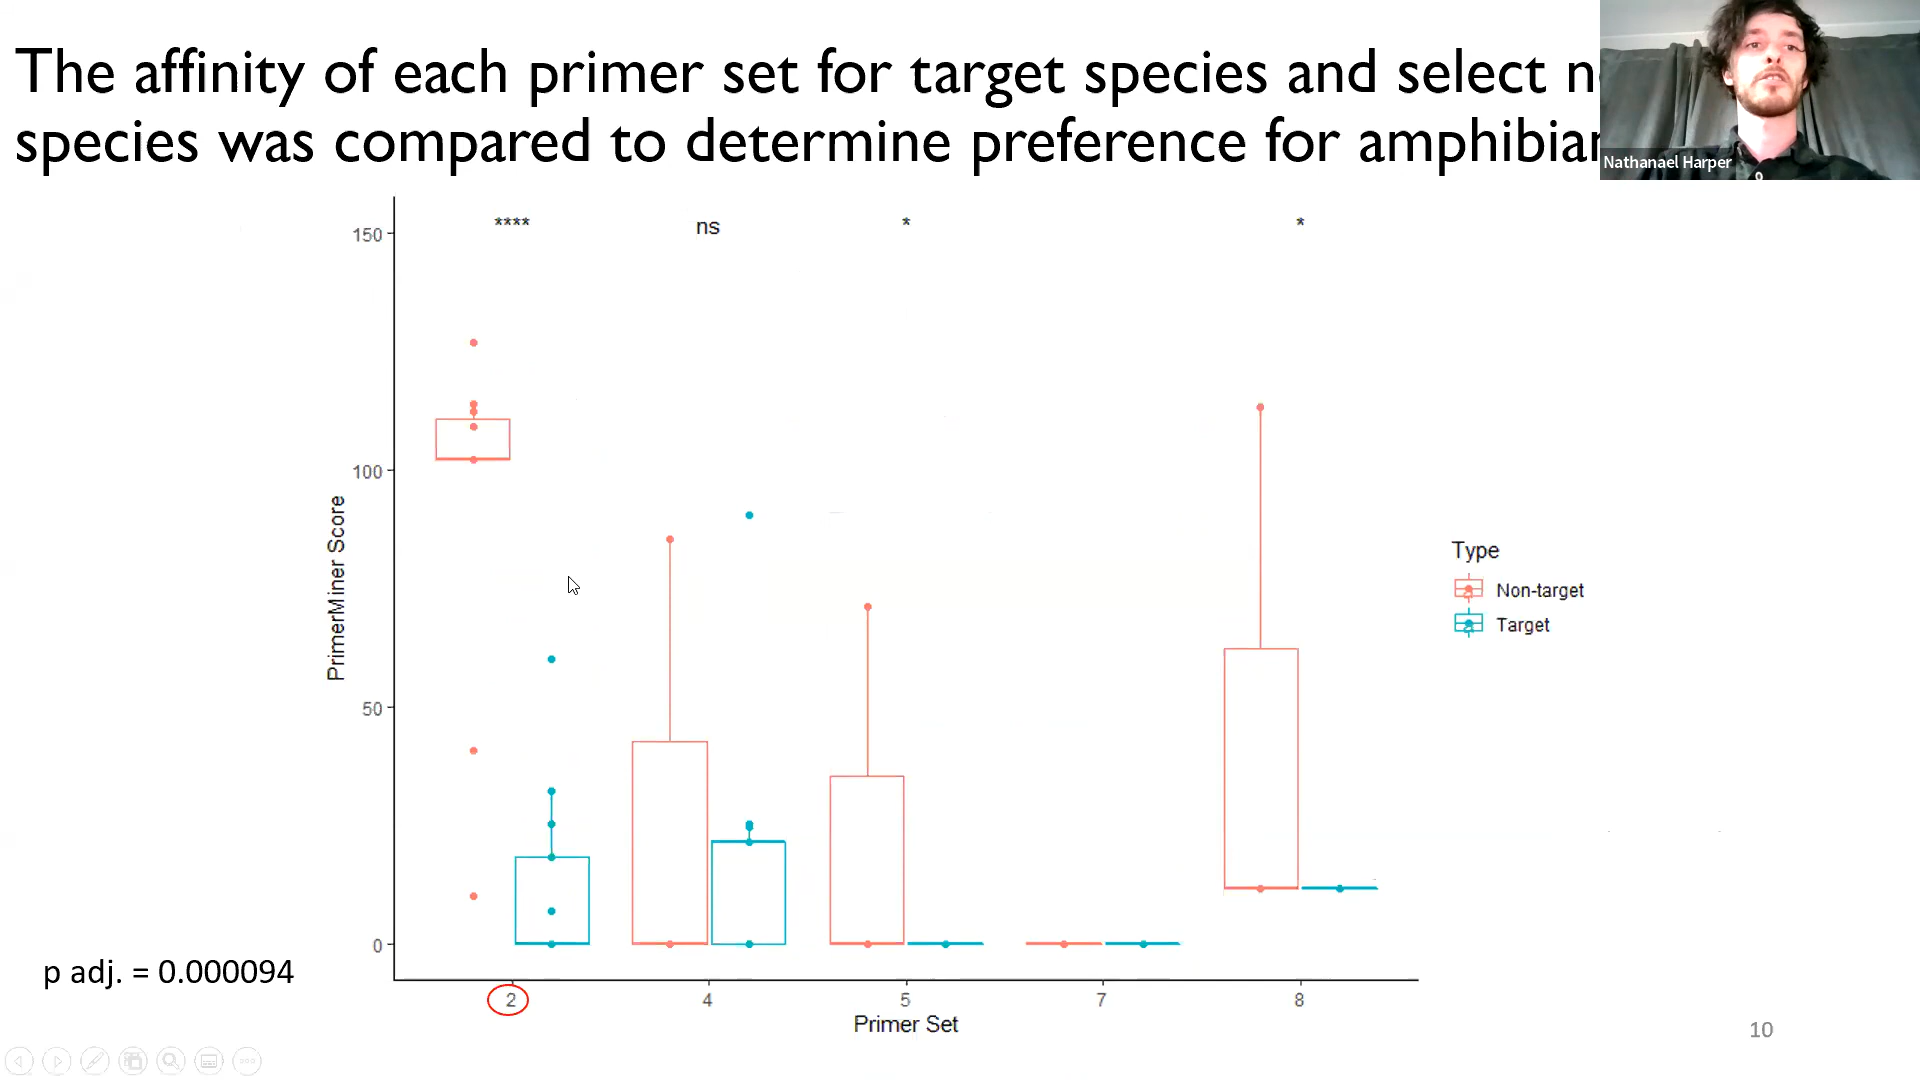 The affinity of each primer set for target species and select
species was compared to determine preference for
Nathanael Harper
**** ns * *
150
100
50
0
PrimerMiner Score
Type
Non-target
Target
p adj. = 0.000094
2 4 5 7 8
Primer Set
10